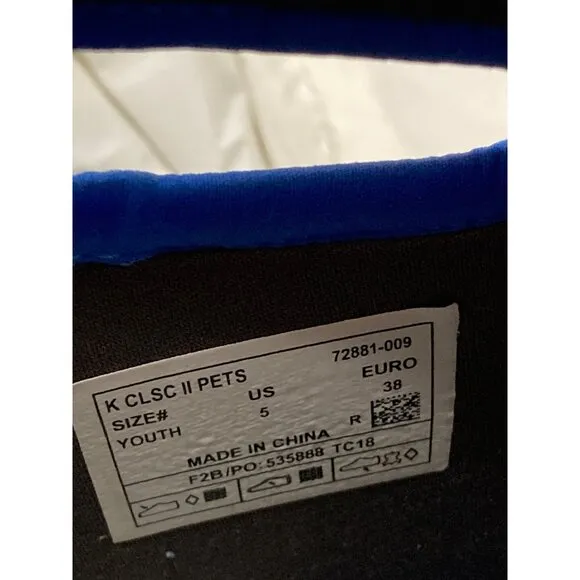 K CLSC II PETS 72881-009
SIZE# US EURO
YOUTH 5 38
R
MADE IN CHINA
F2B/PO: 535888 TC18